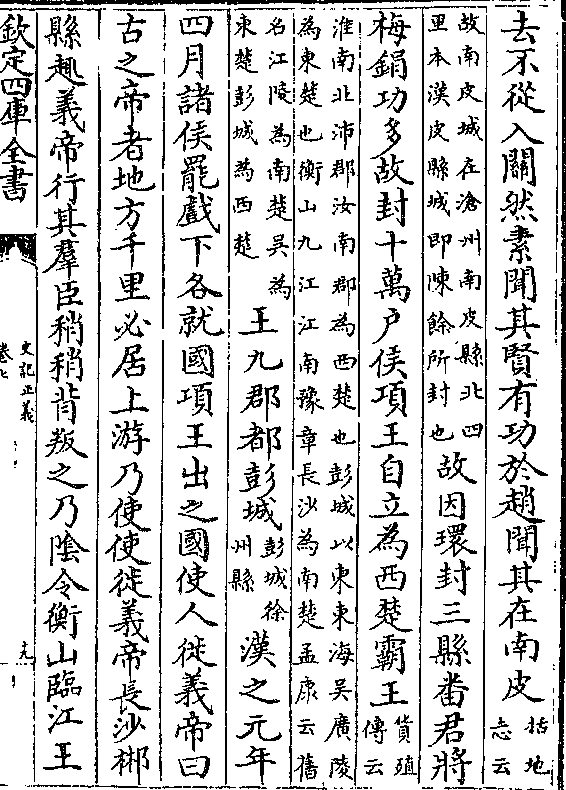 去不從入關然素聞其賢有功於趙聞其在南皮
括地
志云
故南皮城在滄州南皮縣北四
里本漢皮縣城即陳餘所封也
故因環封三縣番君將
梅鋗功多故封十萬户侯項王自立為西楚霸王
貨殖
傳云
淮南北沛郡汝南郡為西楚也彭城以東東海吳廣陵
為東楚也衡山九江江南豫章長沙為南楚孟康云舊
名江陵為南楚吳為
東楚彭城為西楚
王九郡都彭城
彭城徐
州縣
漢之元年
四月諸侯罷戲下各就國項王出之國使人徙義帝曰
古之帝者地方千里必居上游乃使使徙義帝長沙郴
縣趣義帝行其羣臣稍稍背叛之乃陰令衡山臨江王
欽定四庫全書
史記正義
卷七